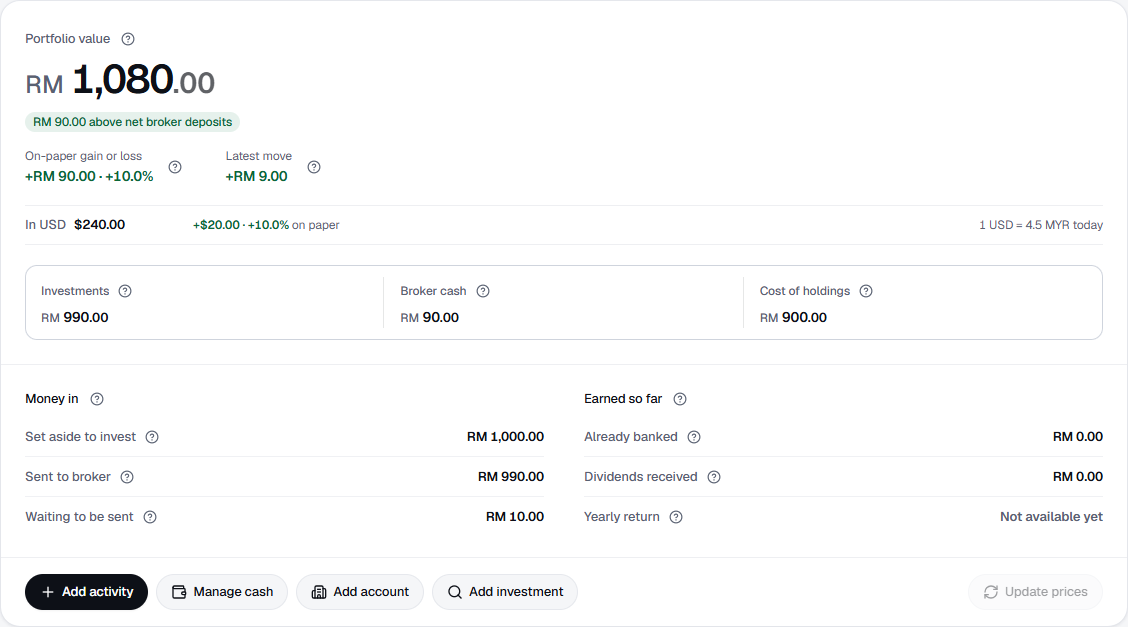 Portfolio value
RM 1,080.00
RM 90.00 above net broker deposits
On-paper gain or loss
+RM 90.00 · +10.0%
Latest move
+RM 9.00
In USD $240.00 +$20.00 · +10.0% on paper 1 USD = 4.5 MYR today
Investments
RM 990.00
Broker cash
RM 90.00
Cost of holdings
RM 900.00
Money in
Set aside to invest RM 1,000.00
Sent to broker RM 990.00
Waiting to be sent RM 10.00
Earned so far
Already banked RM 0.00
Dividends received RM 0.00
Yearly return Not available yet
Add activity
Manage cash
Add account
Add investment
Update prices